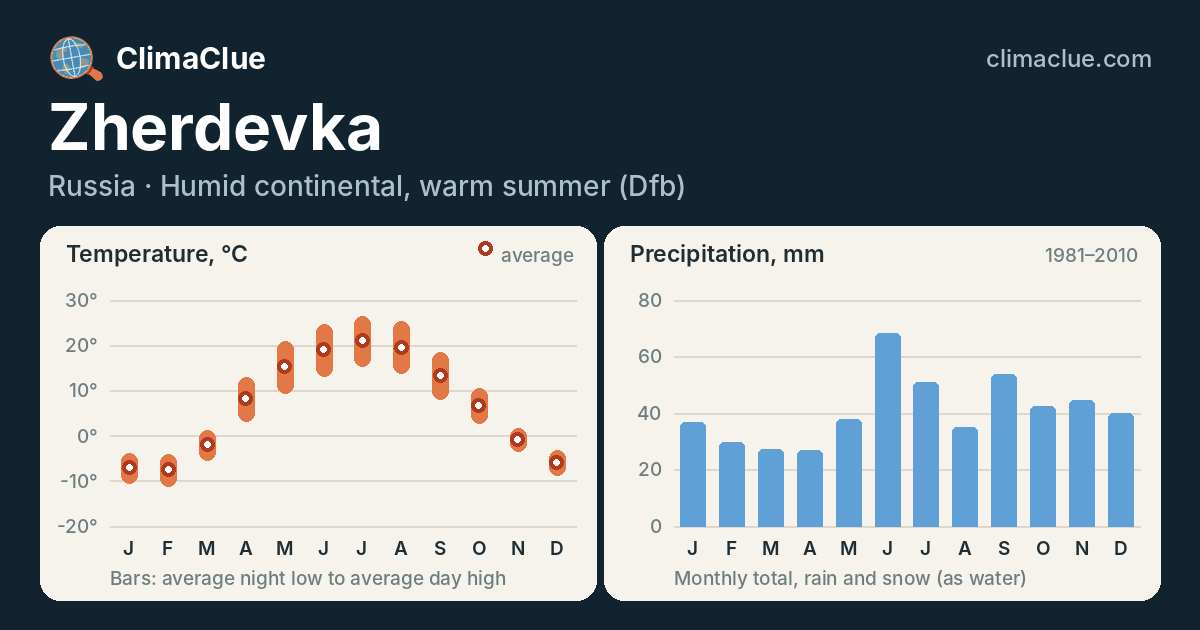 ClimaClue
climaclue.com
Zherdevka
Russia · Humid continental, warm summer (Dfb)
Temperature, °C
average
30°
20°
10°
0°
-10°
-20°
J F M A M J J A S O N D
Bars: average night low to average day high
Precipitation, mm
1981–2010
80
60
40
20
0
J F M A M J J A S O N D
Monthly total, rain and snow (as water)